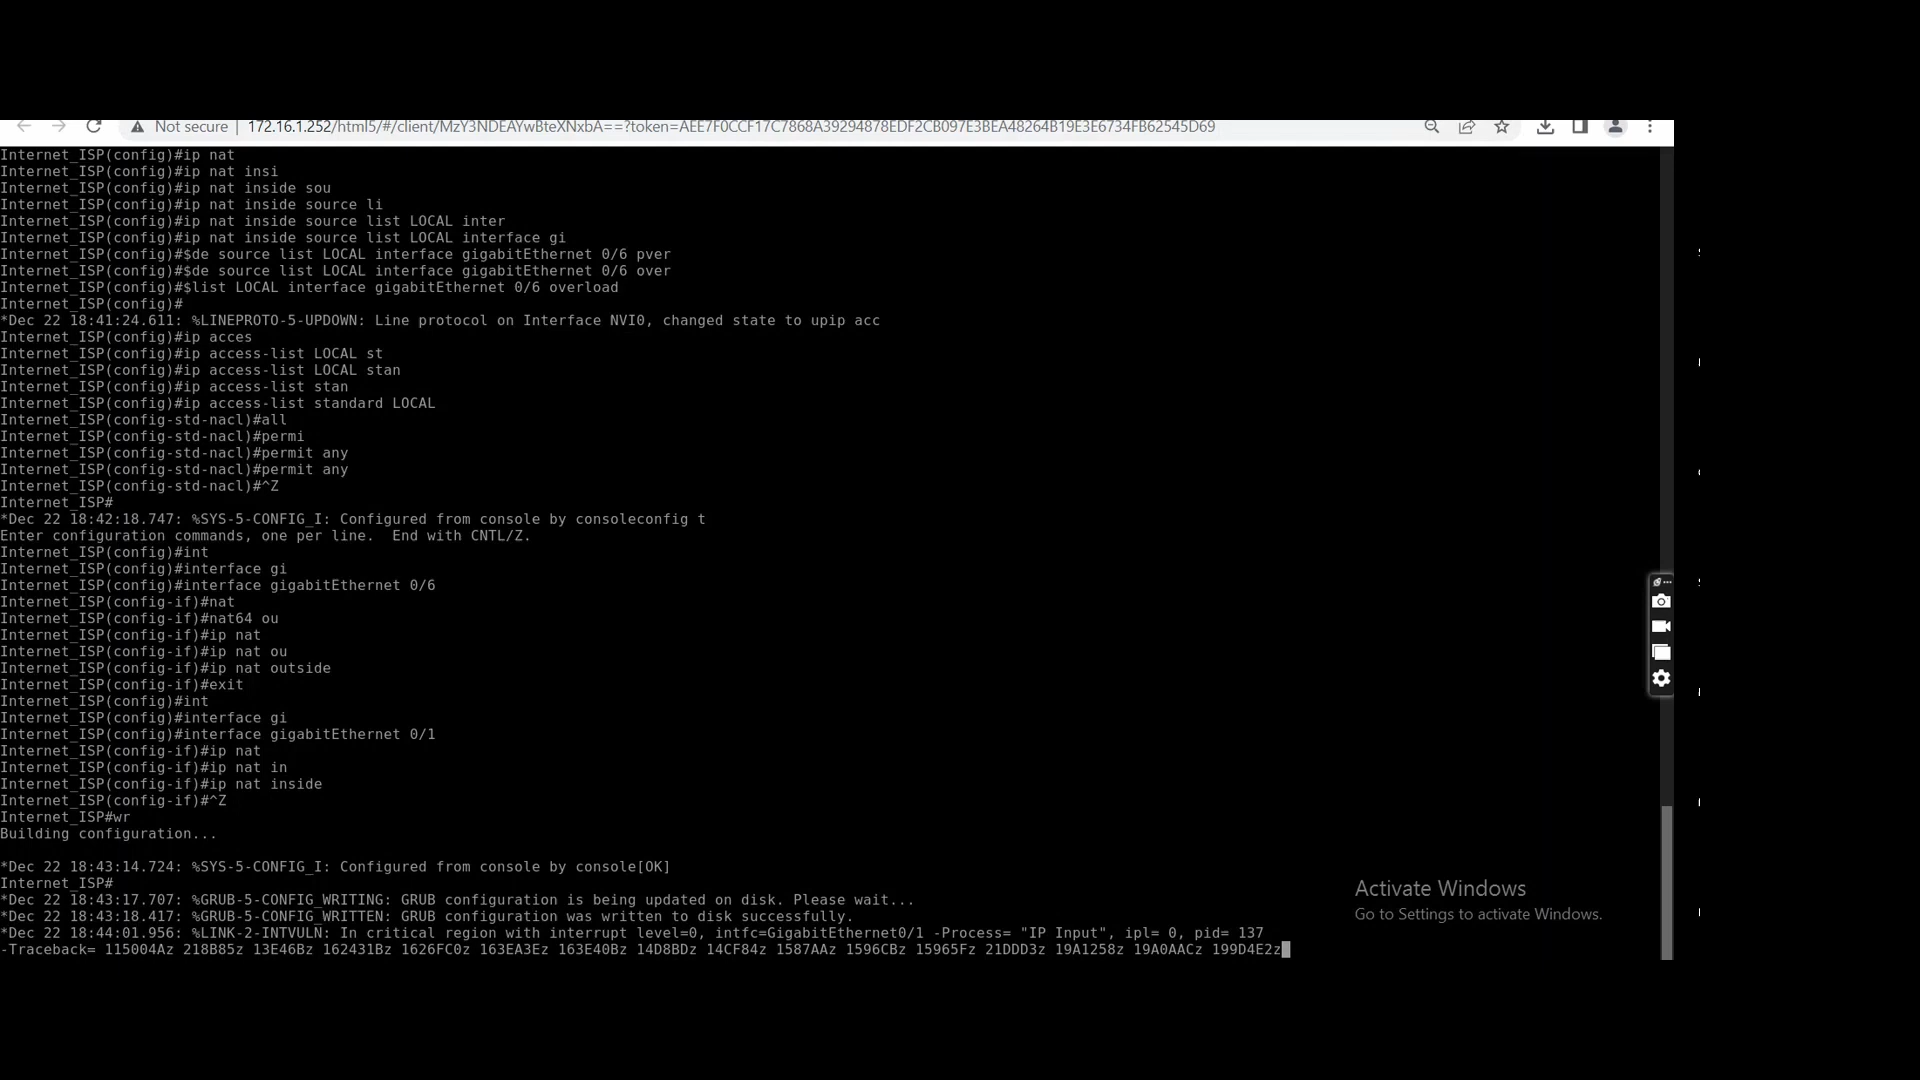 Not secure | 172.16.1.252/html5/#/client/MzY3NDEAYwBteXNxbA==?token=AEE7F0CCF17C7868A39294878EDF2CB097E3BEA48264B19E3E6734FB62545D69
Internet_ISP(config)#ip nat
Internet_ISP(config)#ip nat insi
Internet_ISP(config)#ip nat inside sou
Internet_ISP(config)#ip nat inside source li
Internet_ISP(config)#ip nat inside source list LOCAL inter
Internet_ISP(config)#ip nat inside source list LOCAL interface gi
Internet_ISP(config)#$de source list LOCAL interface gigabitEthernet 0/6 pver
Internet_ISP(config)#$de source list LOCAL interface gigabitEthernet 0/6 over
Internet_ISP(config)#$list LOCAL interface gigabitEthernet 0/6 overload
Internet_ISP(config)#
*Dec 22 18:41:24.611: %LINEPROTO-5-UPDOWN: Line protocol on Interface NVI0, changed state to upip acc
Internet_ISP(config)#ip acces
Internet_ISP(config)#ip access-list LOCAL st
Internet_ISP(config)#ip access-list LOCAL stan
Internet_ISP(config)#ip access-list stan
Internet_ISP(config)#ip access-list standard LOCAL
Internet_ISP(config-std-nacl)#all
Internet_ISP(config-std-nacl)#permi
Internet_ISP(config-std-nacl)#permit any
Internet_ISP(config-std-nacl)#permit any
Internet_ISP(config-std-nacl)#^Z
Internet_ISP#
*Dec 22 18:42:18.747: %SYS-5-CONFIG_I: Configured from console by consoleconfig t
Enter configuration commands, one per line.  End with CNTL/Z.
Internet_ISP(config)#int
Internet_ISP(config)#interface gi
Internet_ISP(config)#interface gigabitEthernet 0/6
Internet_ISP(config-if)#nat
Internet_ISP(config-if)#nat64 ou
Internet_ISP(config-if)#ip nat
Internet_ISP(config-if)#ip nat ou
Internet_ISP(config-if)#ip nat outside
Internet_ISP(config-if)#exit
Internet_ISP(config)#int
Internet_ISP(config)#interface gi
Internet_ISP(config)#interface gigabitEthernet 0/1
Internet_ISP(config-if)#ip nat
Internet_ISP(config-if)#ip nat in
Internet_ISP(config-if)#ip nat inside
Internet_ISP(config-if)#^Z
Internet_ISP#wr
Building configuration...
*Dec 22 18:43:14.724: %SYS-5-CONFIG_I: Configured from console by console[OK]
Internet_ISP#
*Dec 22 18:43:17.707: %GRUB-5-CONFIG_WRITING: GRUB configuration is being updated on disk. Please wait...
*Dec 22 18:43:18.417: %GRUB-5-CONFIG_WRITTEN: GRUB configuration was written to disk successfully.
*Dec 22 18:44:01.956: %LINK-2-INTVULN: In critical region with interrupt level=0, intfc=GigabitEthernet0/1 -Process= "IP Input", ipl= 0, pid= 137
-Traceback= 115004Az 218B85z 13E46Bz 162431Bz 1626FC0z 163EA3Ez 163E40Bz 14D8BDz 14CF84z 1587AAz 1596CBz 15965Fz 21DDD3z 19A1258z 19A0AACz 199D4E2z
Activate Windows
Go to Settings to activate Windows.